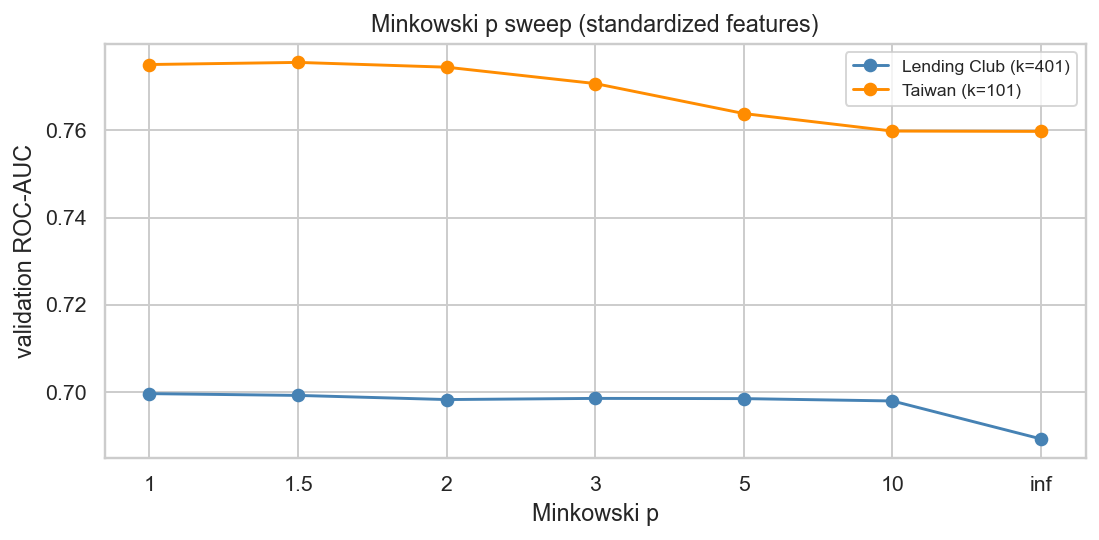 Minkowski p sweep (standardized features)
Lending Club (k=401)
Taiwan (k=101)
validation ROC-AUC
0.76
0.74
0.72
0.70
1 1.5 2 3 5 10 inf
Minkowski p